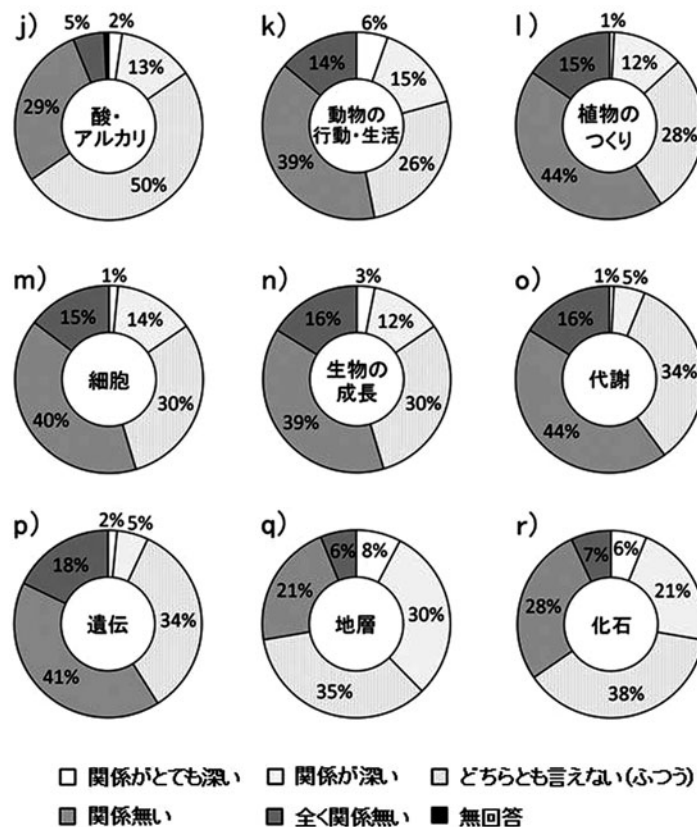 j)
5%
2%
13%
29%
50%
酸・
アルカリ
k)
6%
14%
15%
39%
26%
動物の
行動・生活
l)
1%
15%
12%
28%
44%
植物の
つくり
m)
1%
15%
14%
30%
40%
細胞
n)
3%
16%
12%
30%
39%
生物の
成長
o)
1%
5%
16%
34%
44%
代謝
p)
2%
5%
18%
34%
41%
遺伝
q)
6%
8%
21%
30%
35%
地層
r)
7%
6%
21%
28%
38%
化石
関係がとても深い 関係が深い どちらとも言えない(ふつう)
関係無い 全く関係無い 無回答